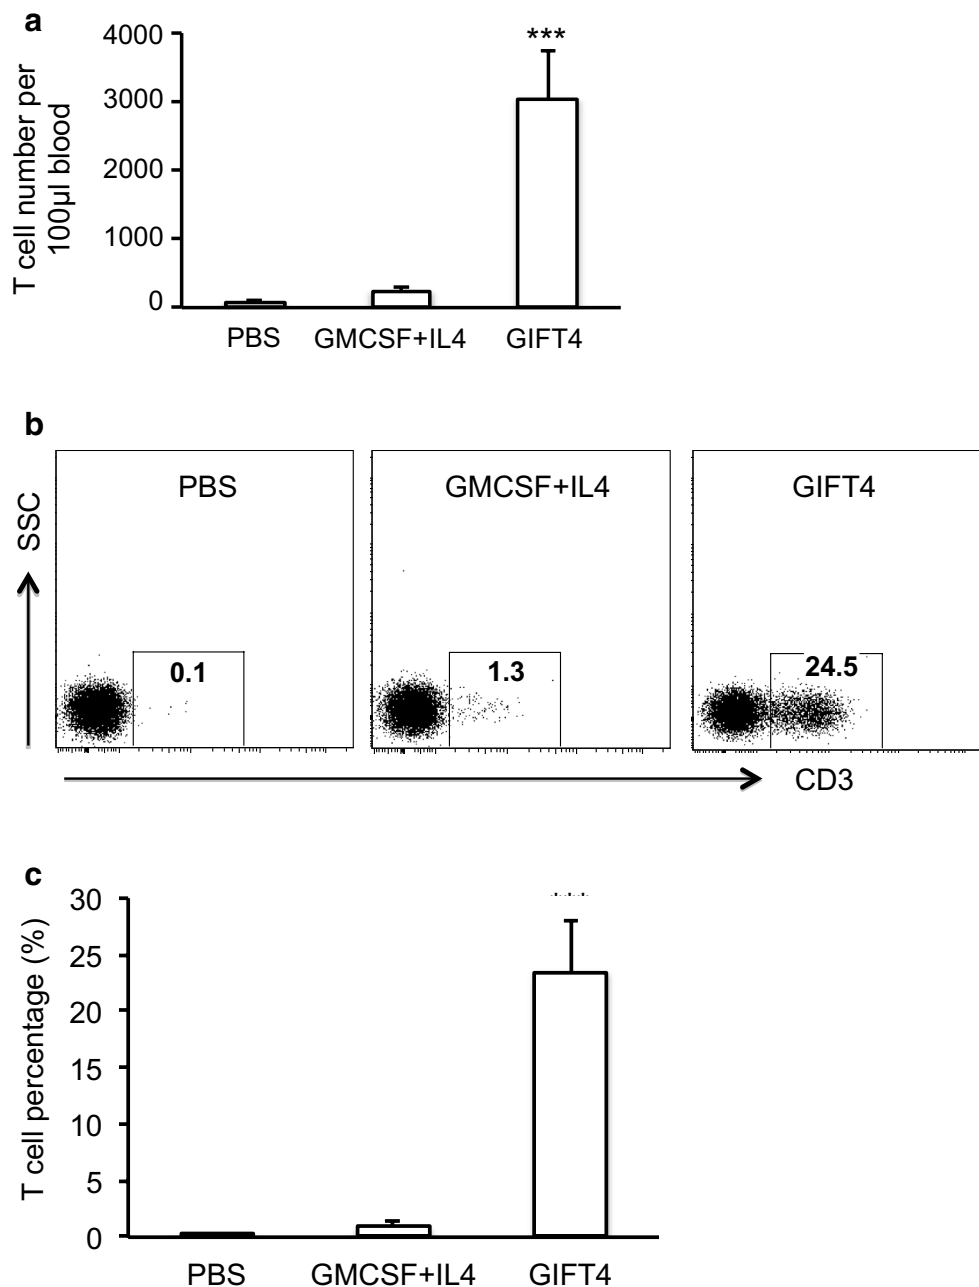 a
4000
3000
2000
1000
0
T cell number per
100µl blood
***
PBS
GMCSF+IL4
GIFT4
b
SSC
PBS
GMCSF+IL4
GIFT4
0.1
1.3
24.5
CD3
c
30
25
20
15
10
5
0
T cell percentage (%)
PBS
GMCSF+IL4
GIFT4